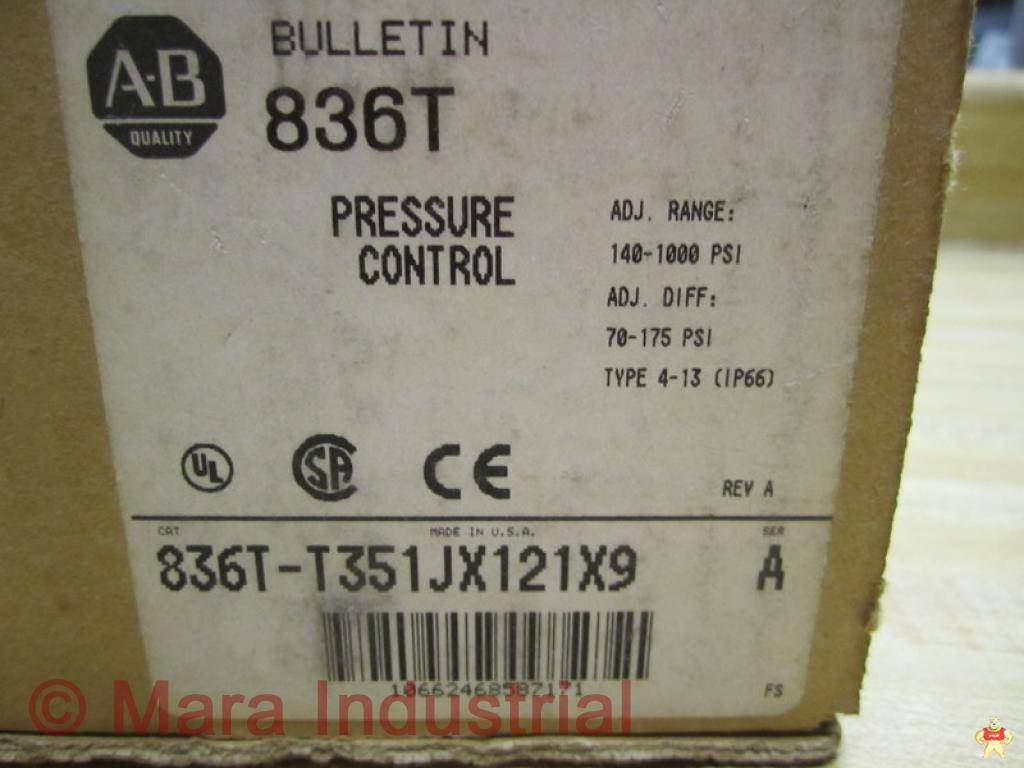 A-B
QUALITY
BULLETIN
836T
PRESSURE
CONTROL
ADJ. RANGE:
140-1000 PSI
ADJ. DIFF:
70-175 PSI
TYPE 4-13 (IP66)
UL
SA
CE
REV A
CAT
MADE IN U.S.A.
SER
836T-T351JX121X9
A
10662468587171
FS
© Mara Industrial